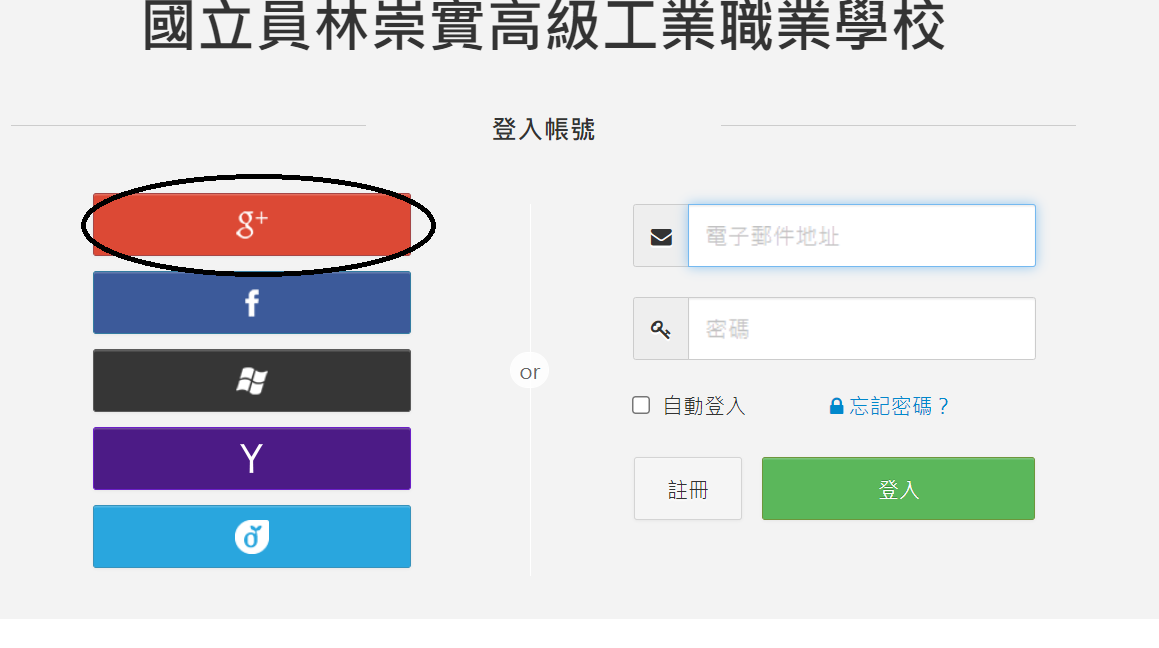 國立員林崇實高級工業職業學校
登入帳號
g+
f
Y
or
電子郵件地址
密碼
自動登入
忘記密碼？
註冊
登入